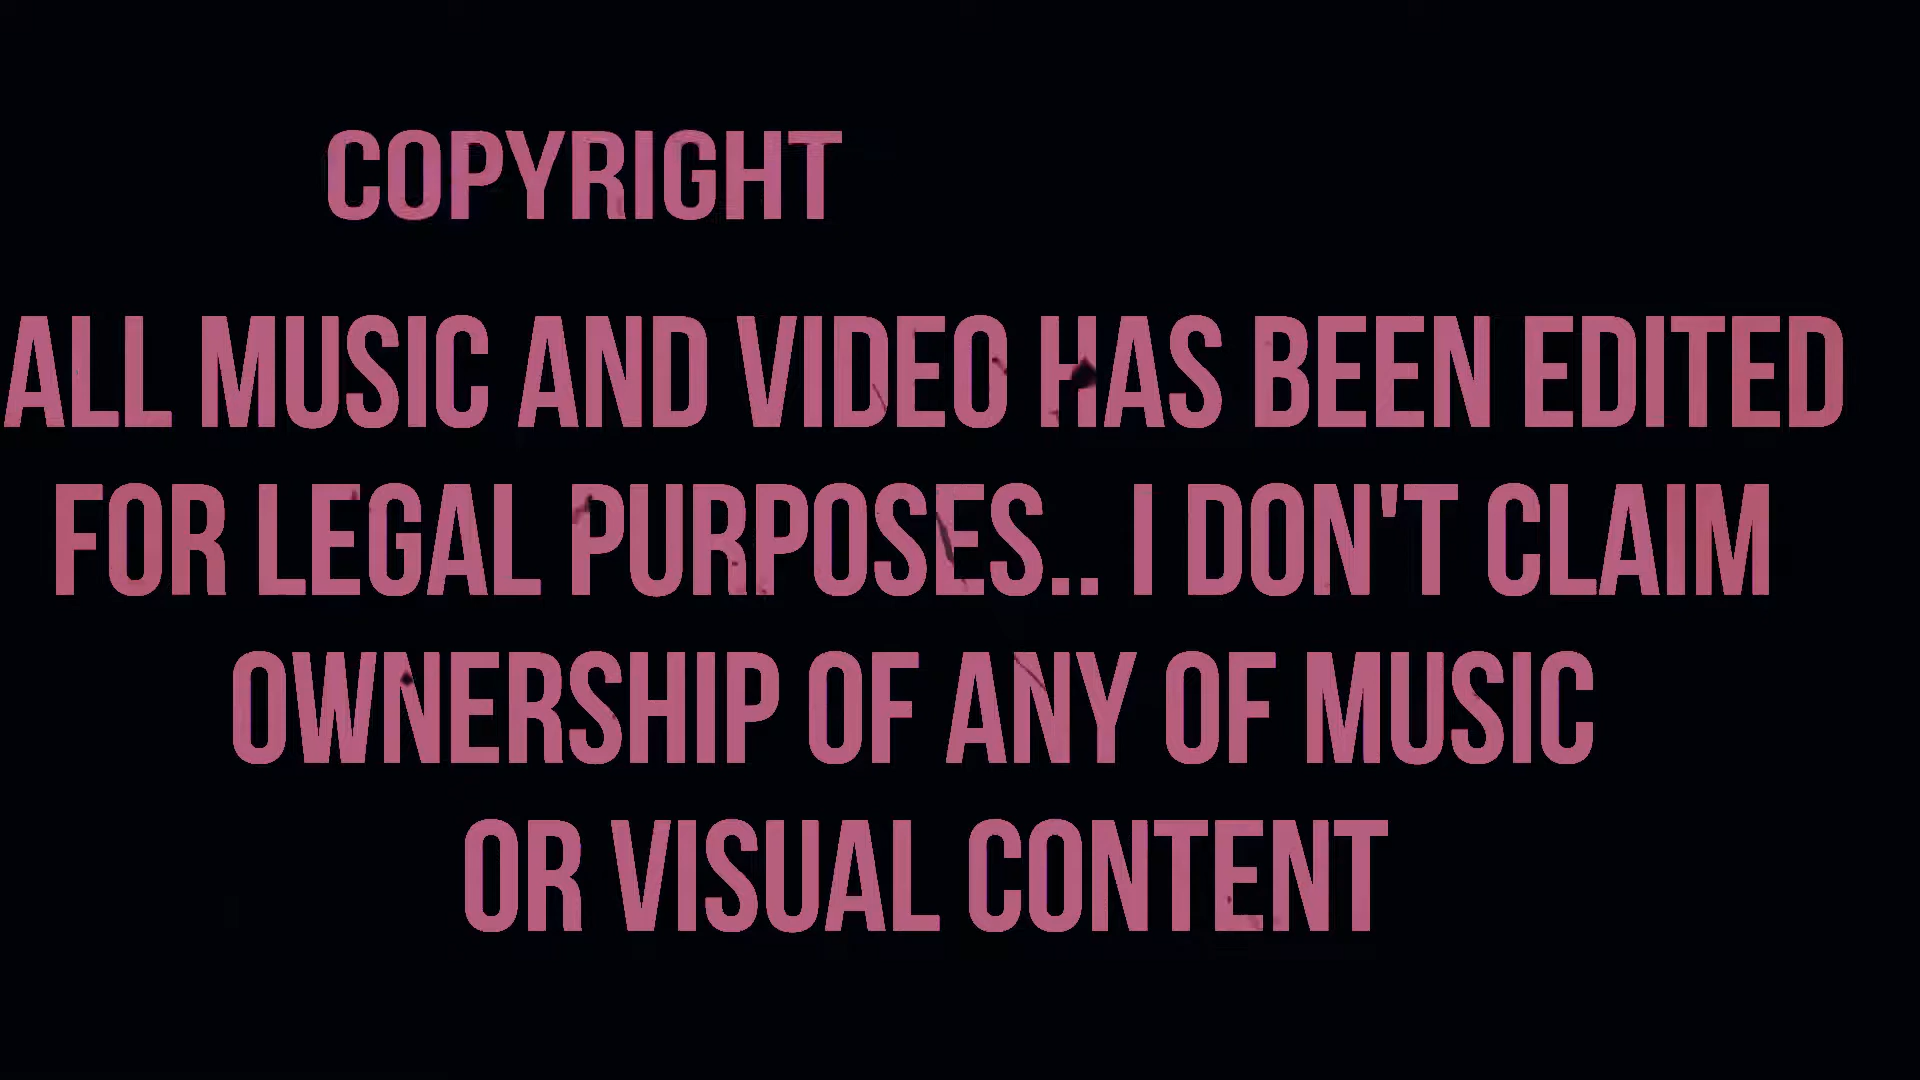 COPYRIGHT
ALL MUSIC AND VIDEO HAS BEEN EDITED
FOR LEGAL PURPOSES.. I DON'T CLAIM
OWNERSHIP OF ANY OF MUSIC
OR VISUAL CONTENT